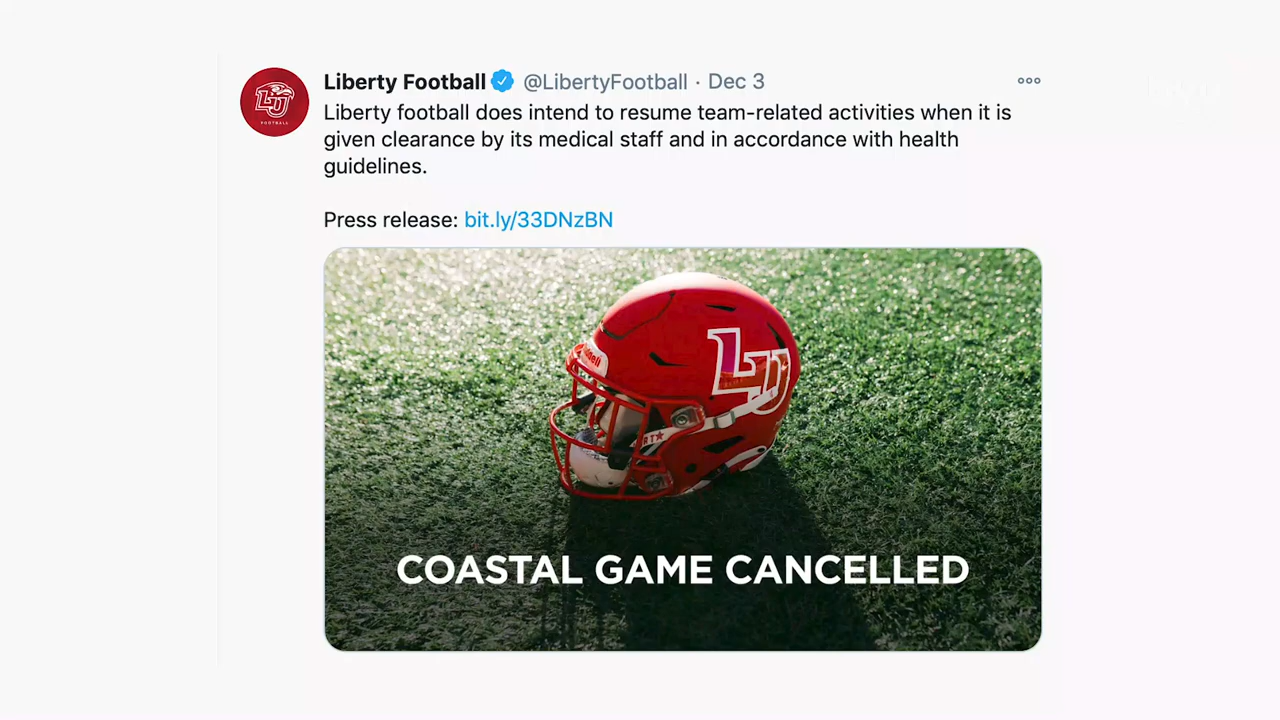 Liberty Football @LibertyFootball · Dec 3
Liberty football does intend to resume team-related activities when it is
given clearance by its medical staff and in accordance with health
guidelines.
Press release: bit.ly/33DNzBN
LU
FOOTBALL
LU
COASTAL GAME CANCELLED